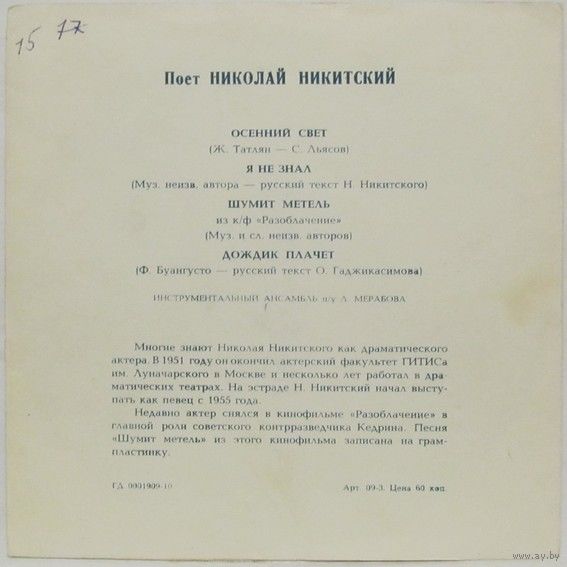 15 17
Поет НИКОЛАЙ НИКИТСКИЙ
ОСЕННИЙ СВЕТ
(Ж. Татлян — С. Льясов)
Я НЕ ЗНАЛ
(Муз. неизв. автора — русский текст Н. Никитского)
ШУМИТ МЕТЕЛЬ
из к/ф «Разоблачение»
(Муз. и сл. неизв. авторов)
ДОЖДИК ПЛАЧЕТ
(Ф. Буангусто — русский текст О. Гаджикасимова)
ИНСТРУМЕНТАЛЬНЫЙ АНСАМБЛЬ п/у Л. МЕРАБОВА
Многие знают Николая Никитского как драматического
актера. В 1951 году он окончил актерский факультет ГИТИСа
им. Луначарского в Москве и несколько лет работал в дра-
матических театрах. На эстраде Н. Никитский начал высту-
пать как певец с 1955 года.
Недавно актер снялся в кинофильме «Разоблачение» в
главной роли советского контрразведчика Кедрина. Песня
«Шумит метель» из этого кинофильма записана на грам-
пластинку.
ГД 0001909-10
Арт. 09-3. Цена 60 коп.
www.ay.by